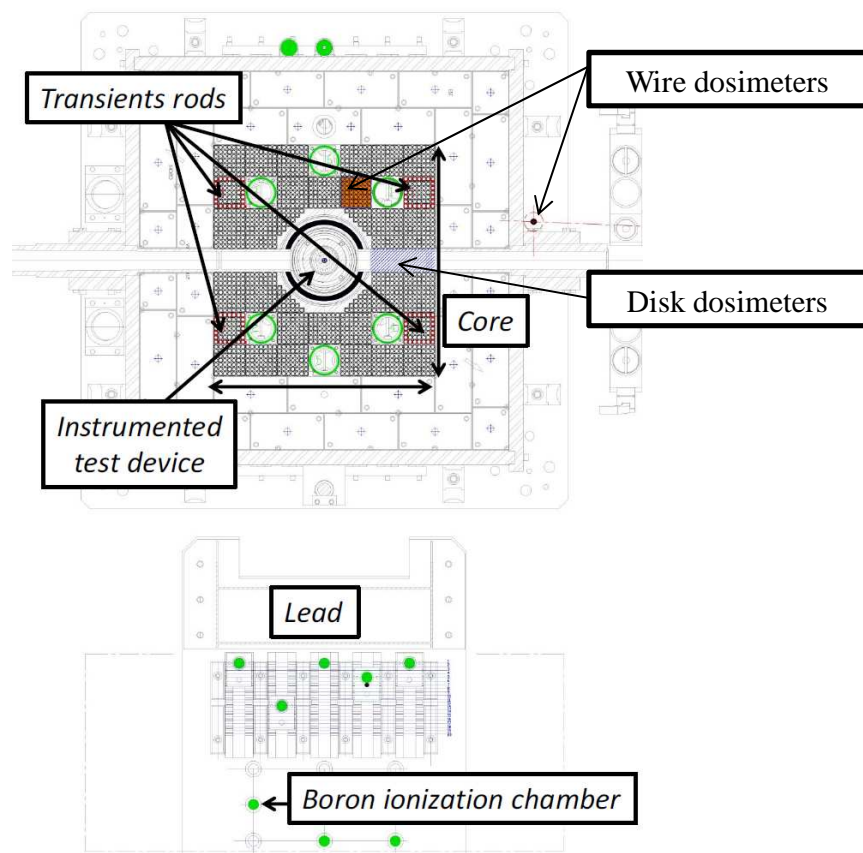 Transients rods
Wire dosimeters
Disk dosimeters
Core
Instrumented
test device
Lead
Boron ionization chamber